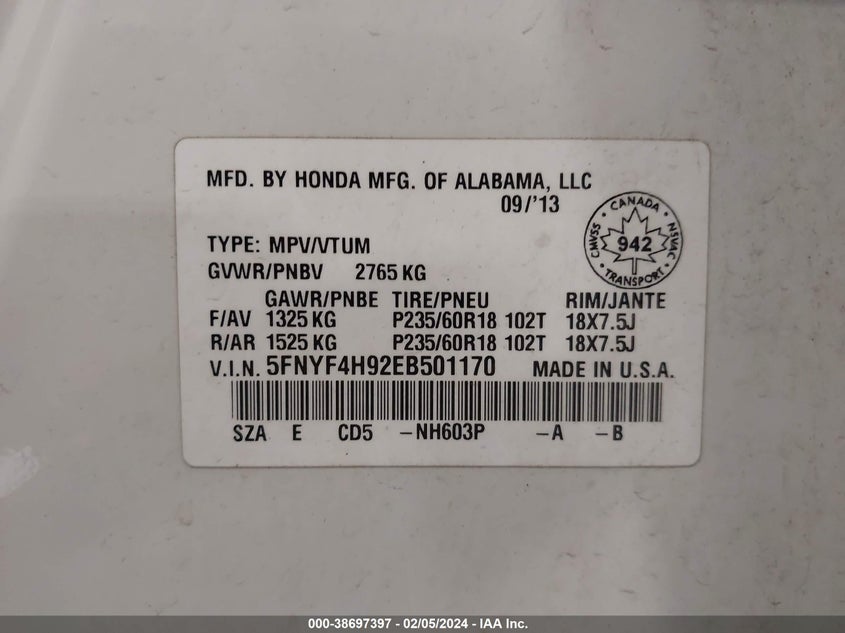 MFD. BY HONDA MFG. OF ALABAMA, LLC
09/'13
TYPE: MPV/VTUM
GVWR/PNBV 2765 KG
GAWR/PNBE TIRE/PNEU RIM/JANTE
F/AV 1325 KG P235/60R18 102T 18X7.5J
R/AR 1525 KG P235/60R18 102T 18X7.5J
V.I.N. 5FNYF4H92EB501170 MADE IN U.S.A.
SZA E CD5 -NH603P -A -B
CANADA
CMVSS 942 NSVAC
TRANSPORT
000-38697397 - 02/05/2024 - IAA Inc.